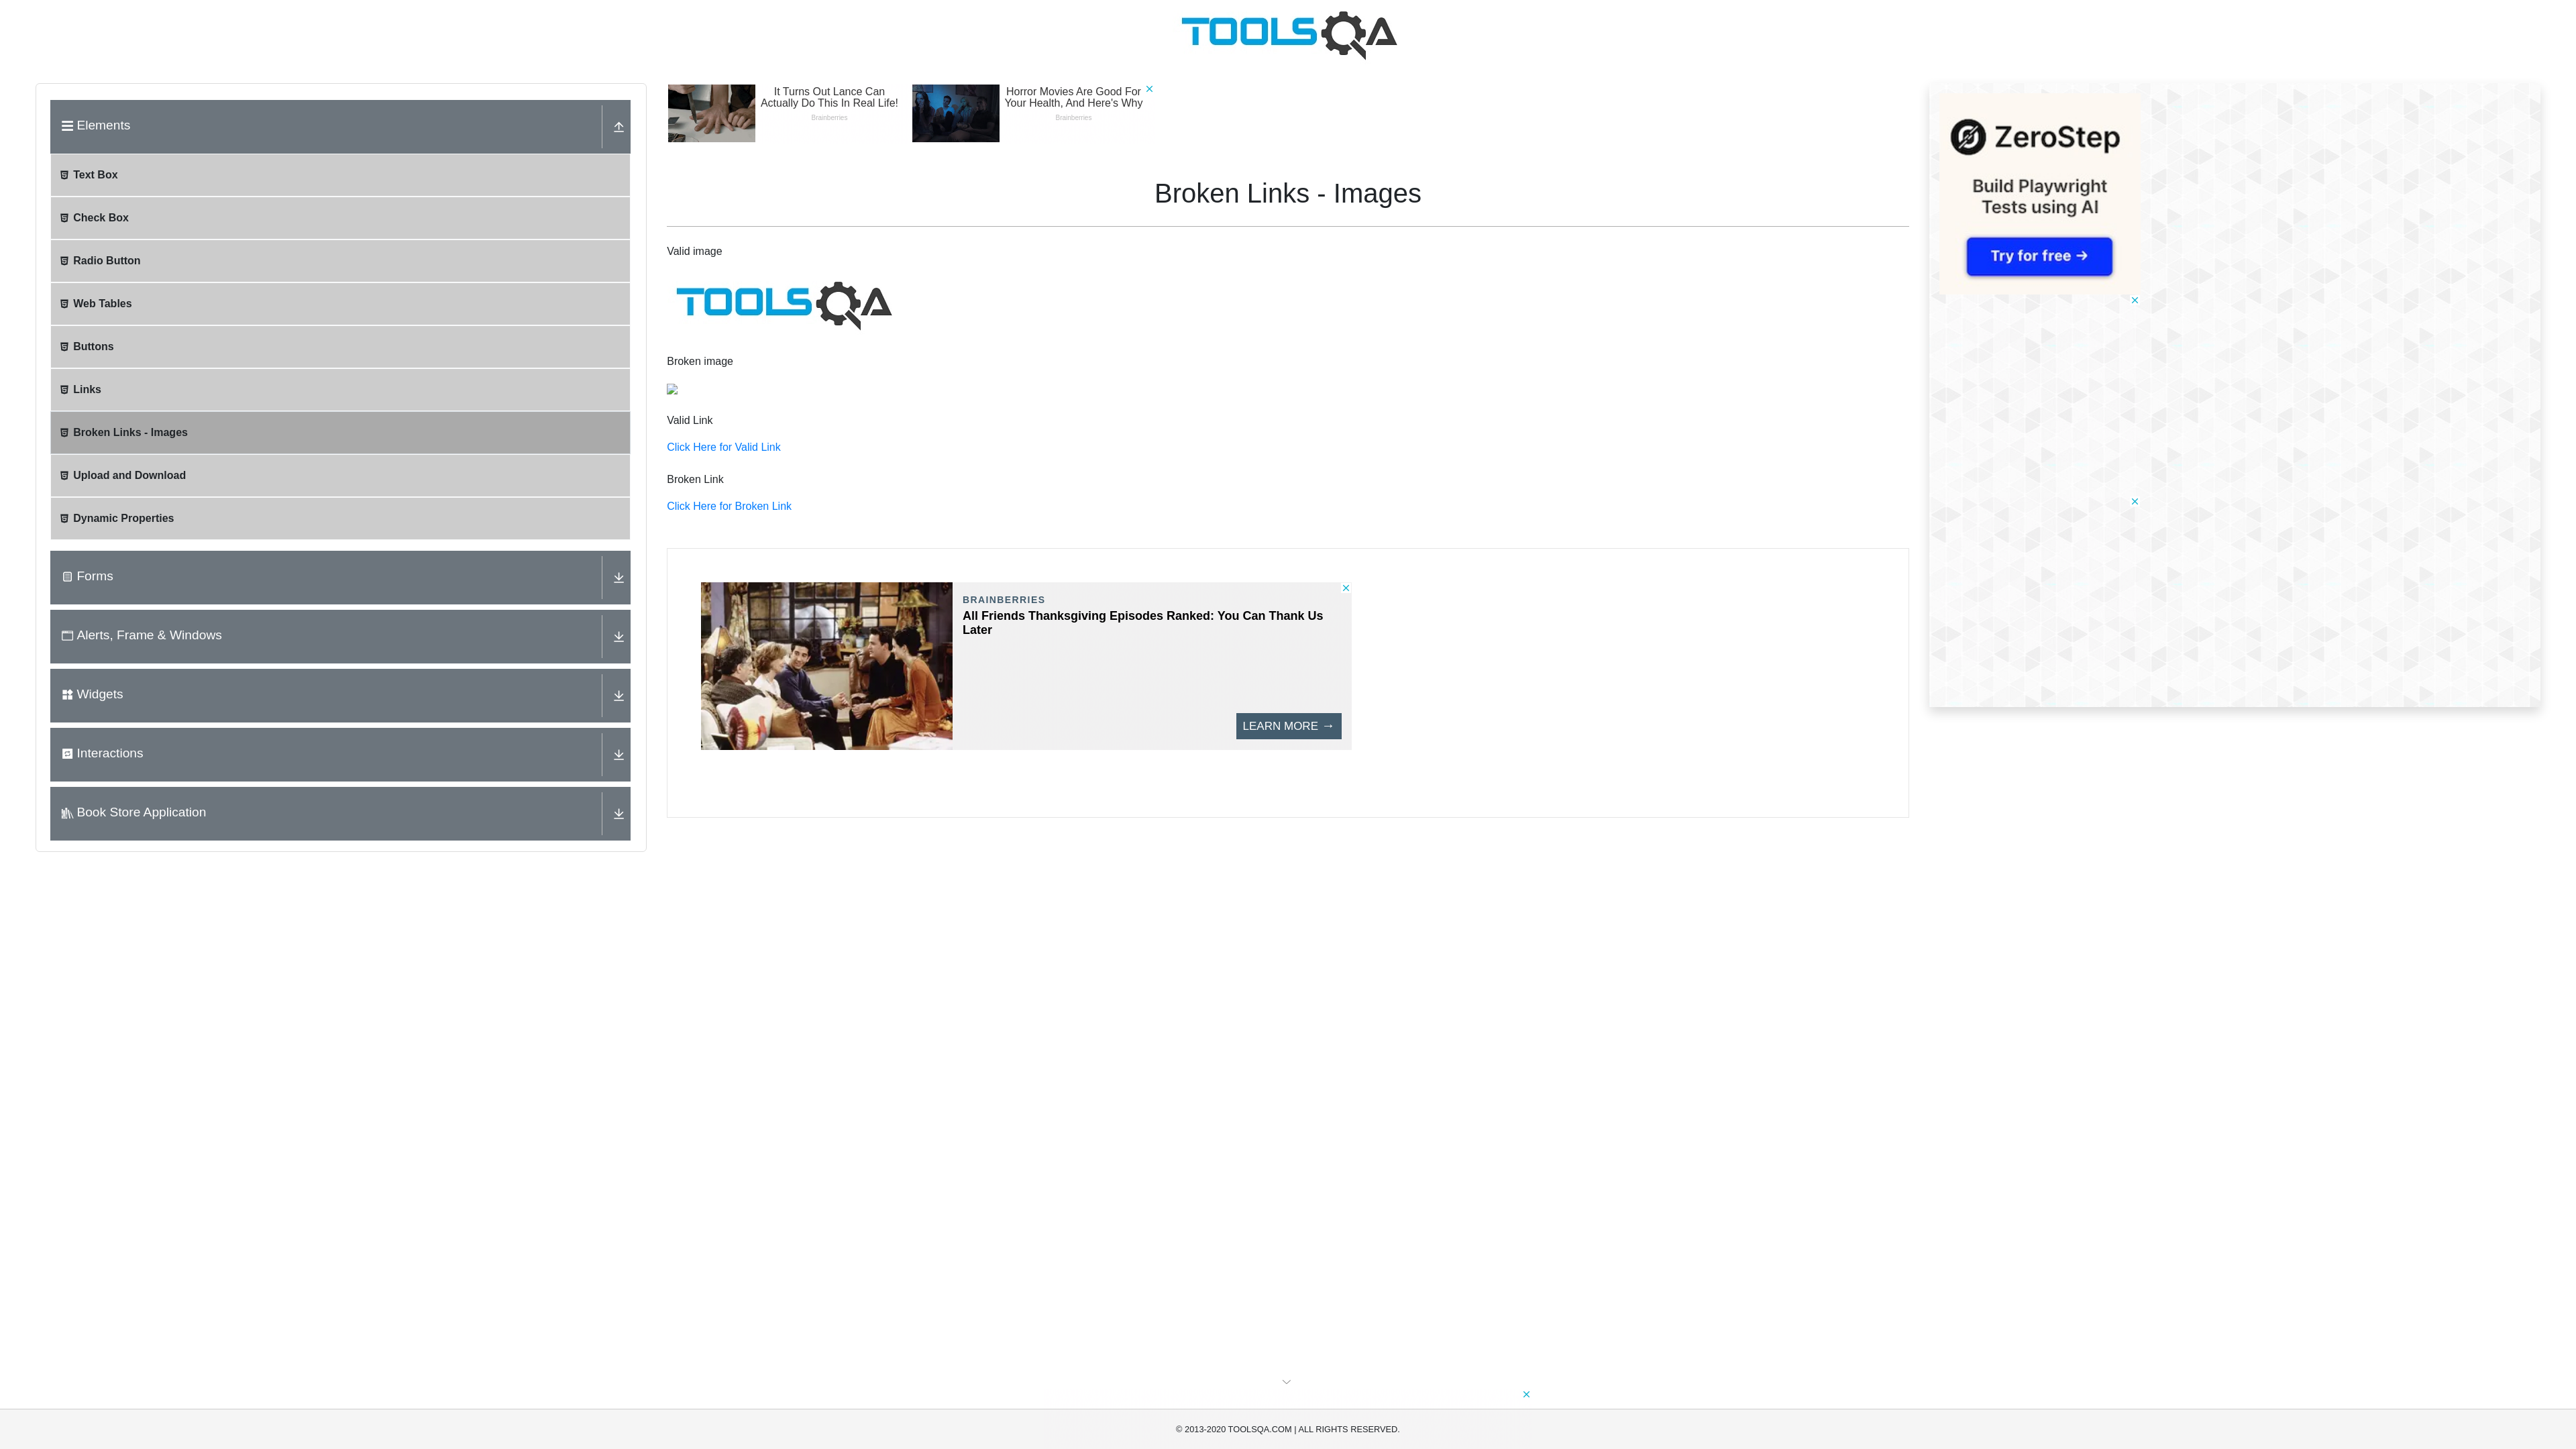 TOOLSQA
Elements
Text Box
Check Box
Radio Button
Web Tables
Buttons
Links
Broken Links - Images
Upload and Download
Dynamic Properties
Forms
Alerts, Frame & Windows
Widgets
Interactions
Book Store Application
It Turns Out Lance Can
Actually Do This In Real Life!
Brainberries
Horror Movies Are Good For
Your Health, And Here's Why
Brainberries
Broken Links - Images
Valid image
TOOLSQA
Broken image
Valid Link
Click Here for Valid Link
Broken Link
Click Here for Broken Link
BRAINBERRIES
All Friends Thanksgiving Episodes Ranked: You Can Thank Us
Later
LEARN MORE →
ZeroStep
Build Playwright
Tests using AI
Try for free →
© 2013-2020 TOOLSQA.COM | ALL RIGHTS RESERVED.